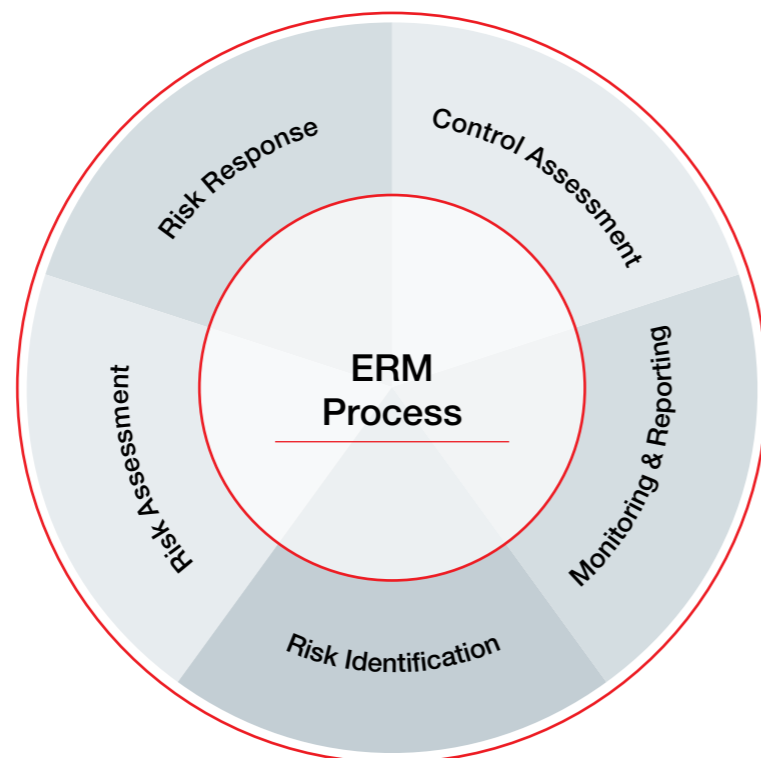 Risk Response
Control Assessment
ERM
Process
Risk Assessment
Monitoring & Reporting
Risk Identification